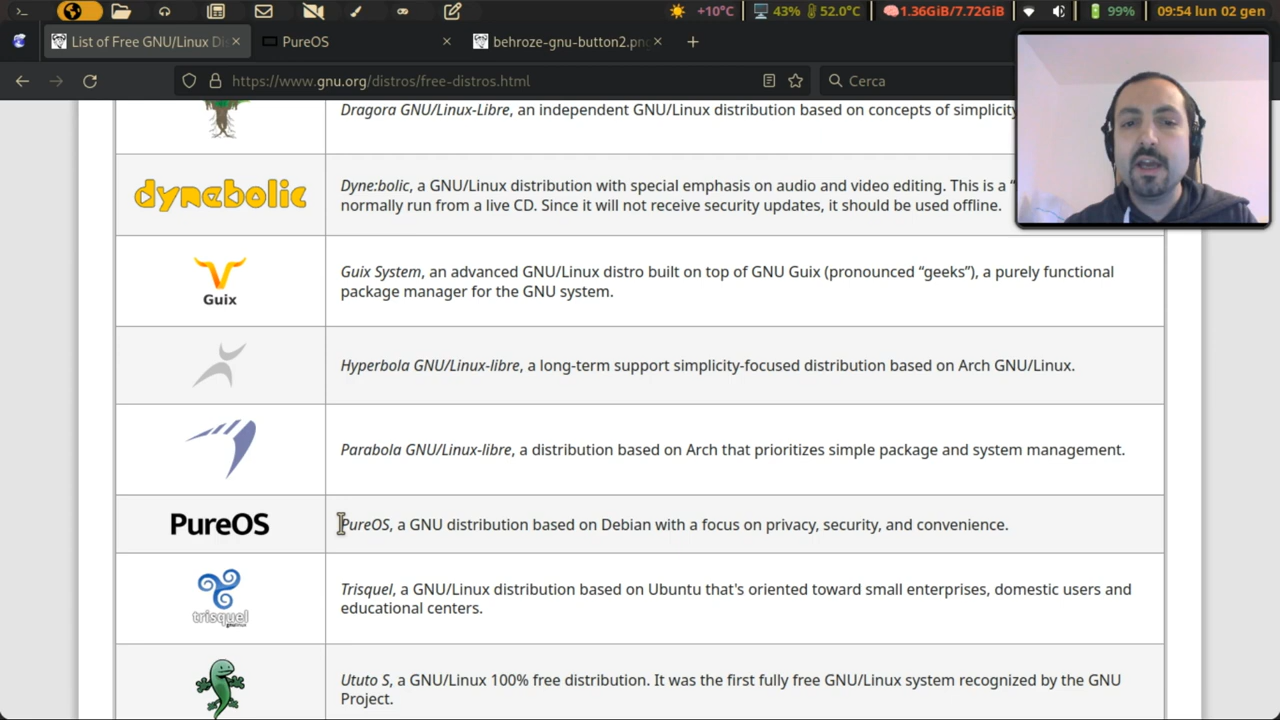 +10°C
43%
52.0°C
1.36GiB/7.72GiB
99%
09:54 lun 02 gen
List of Free GNU/Linux Di
PureOS
behroze-gnu-button2.png
https://www.gnu.org/distros/free-distros.html
Cerca
Dragora GNU/Linux-Libre, an independent GNU/Linux distribution based on concepts of simplicity
dynebolic
Dyne:bolic, a GNU/Linux distribution with special emphasis on audio and video editing. This is a “
normally run from a live CD. Since it will not receive security updates, it should be used offline.
Guix
Guix System, an advanced GNU/Linux distro built on top of GNU Guix (pronounced “geeks”), a purely functional
package manager for the GNU system.
Hyperbola GNU/Linux-libre, a long-term support simplicity-focused distribution based on Arch GNU/Linux.
Parabola GNU/Linux-libre, a distribution based on Arch that prioritizes simple package and system management.
PureOS
PureOS, a GNU distribution based on Debian with a focus on privacy, security, and convenience.
trisquel
Trisquel, a GNU/Linux distribution based on Ubuntu that's oriented toward small enterprises, domestic users and
educational centers.
Ututo S, a GNU/Linux 100% free distribution. It was the first fully free GNU/Linux system recognized by the GNU
Project.